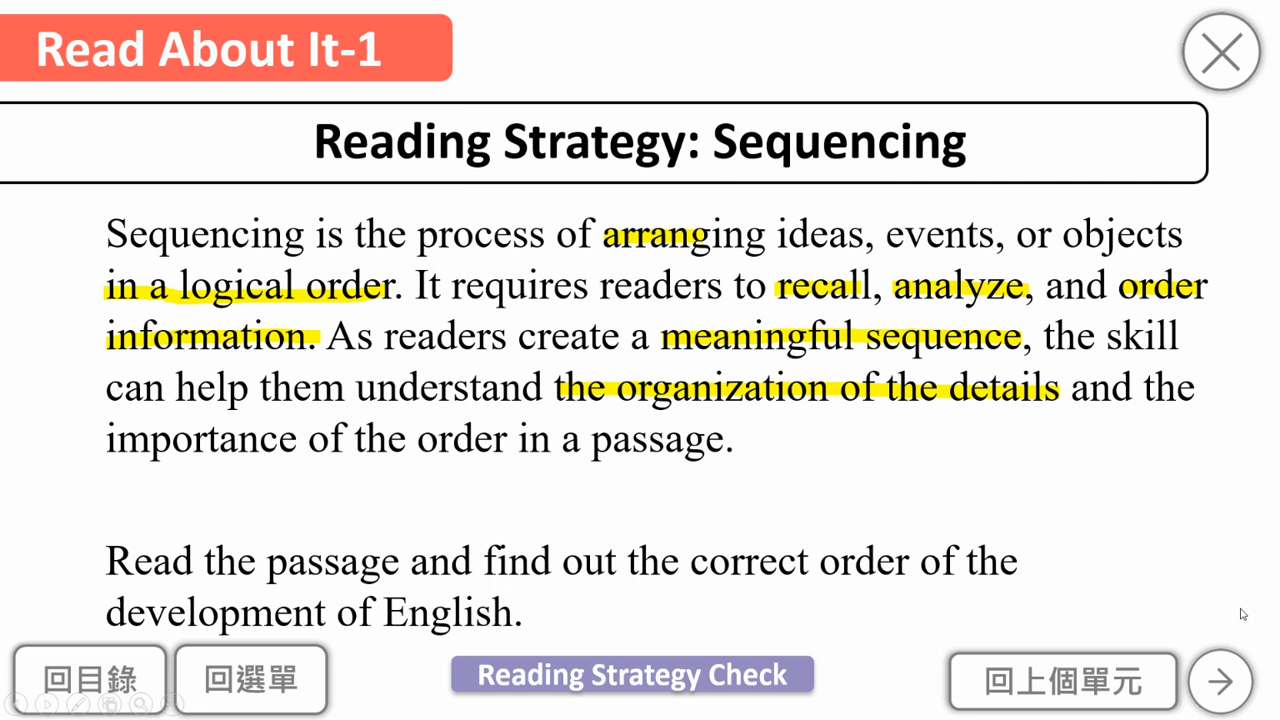 Read About It-1
Reading Strategy: Sequencing
Sequencing is the process of arranging ideas, events, or objects
in a logical order. It requires readers to recall, analyze, and order
information. As readers create a meaningful sequence, the skill
can help them understand the organization of the details and the
importance of the order in a passage.
Read the passage and find out the correct order of the
development of English.
回目錄
回選單
Reading Strategy Check
回上個單元